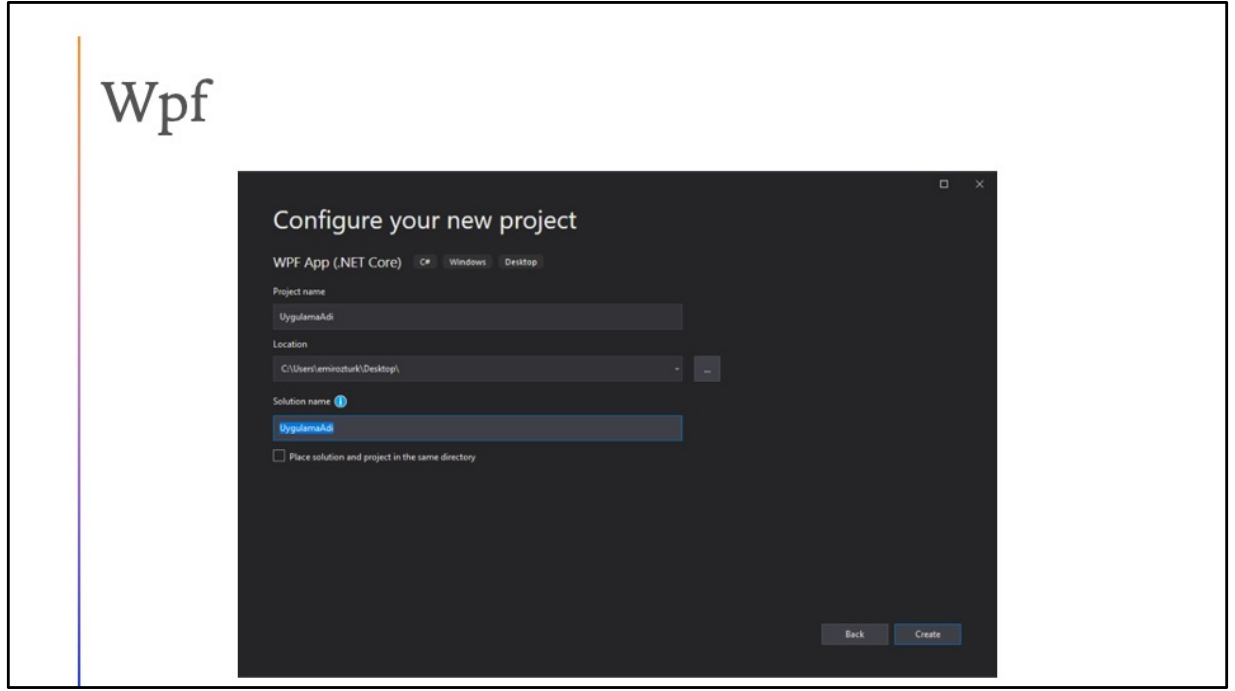 Wpf
Configure your new project
WPF App (.NET Core) C# Windows Desktop
Project name
UygulamaAdi
Location
C:\Users\emirozturk\Desktop\
...
Solution name
UygulamaAdi
Place solution and project in the same directory
Back Create